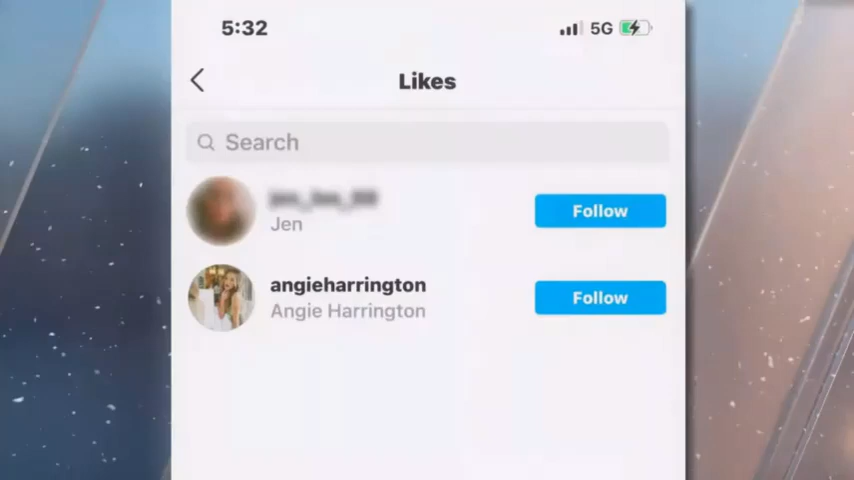 5:32 5G
Likes
Search
Jen
Follow
angieharrington
Angie Harrington
Follow